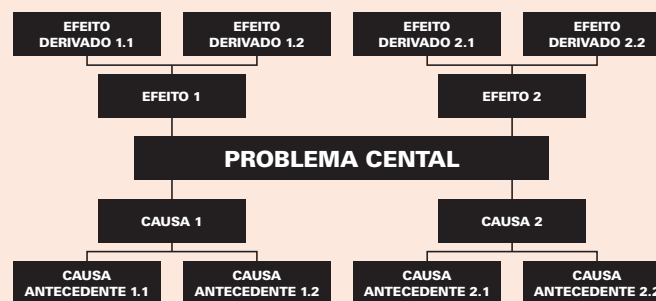 EFEITO
DERIVADO 1.1
EFEITO
DERIVADO 1.2
EFEITO
DERIVADO 2.1
EFEITO
DERIVADO 2.2
EFEITO 1
EFEITO 2
PROBLEMA CENTAL
CAUSA 1
CAUSA 2
CAUSA
ANTECEDENTE 1.1
CAUSA
ANTECEDENTE 1.2
CAUSA
ANTECEDENTE 2.1
CAUSA
ANTECEDENTE 2.2